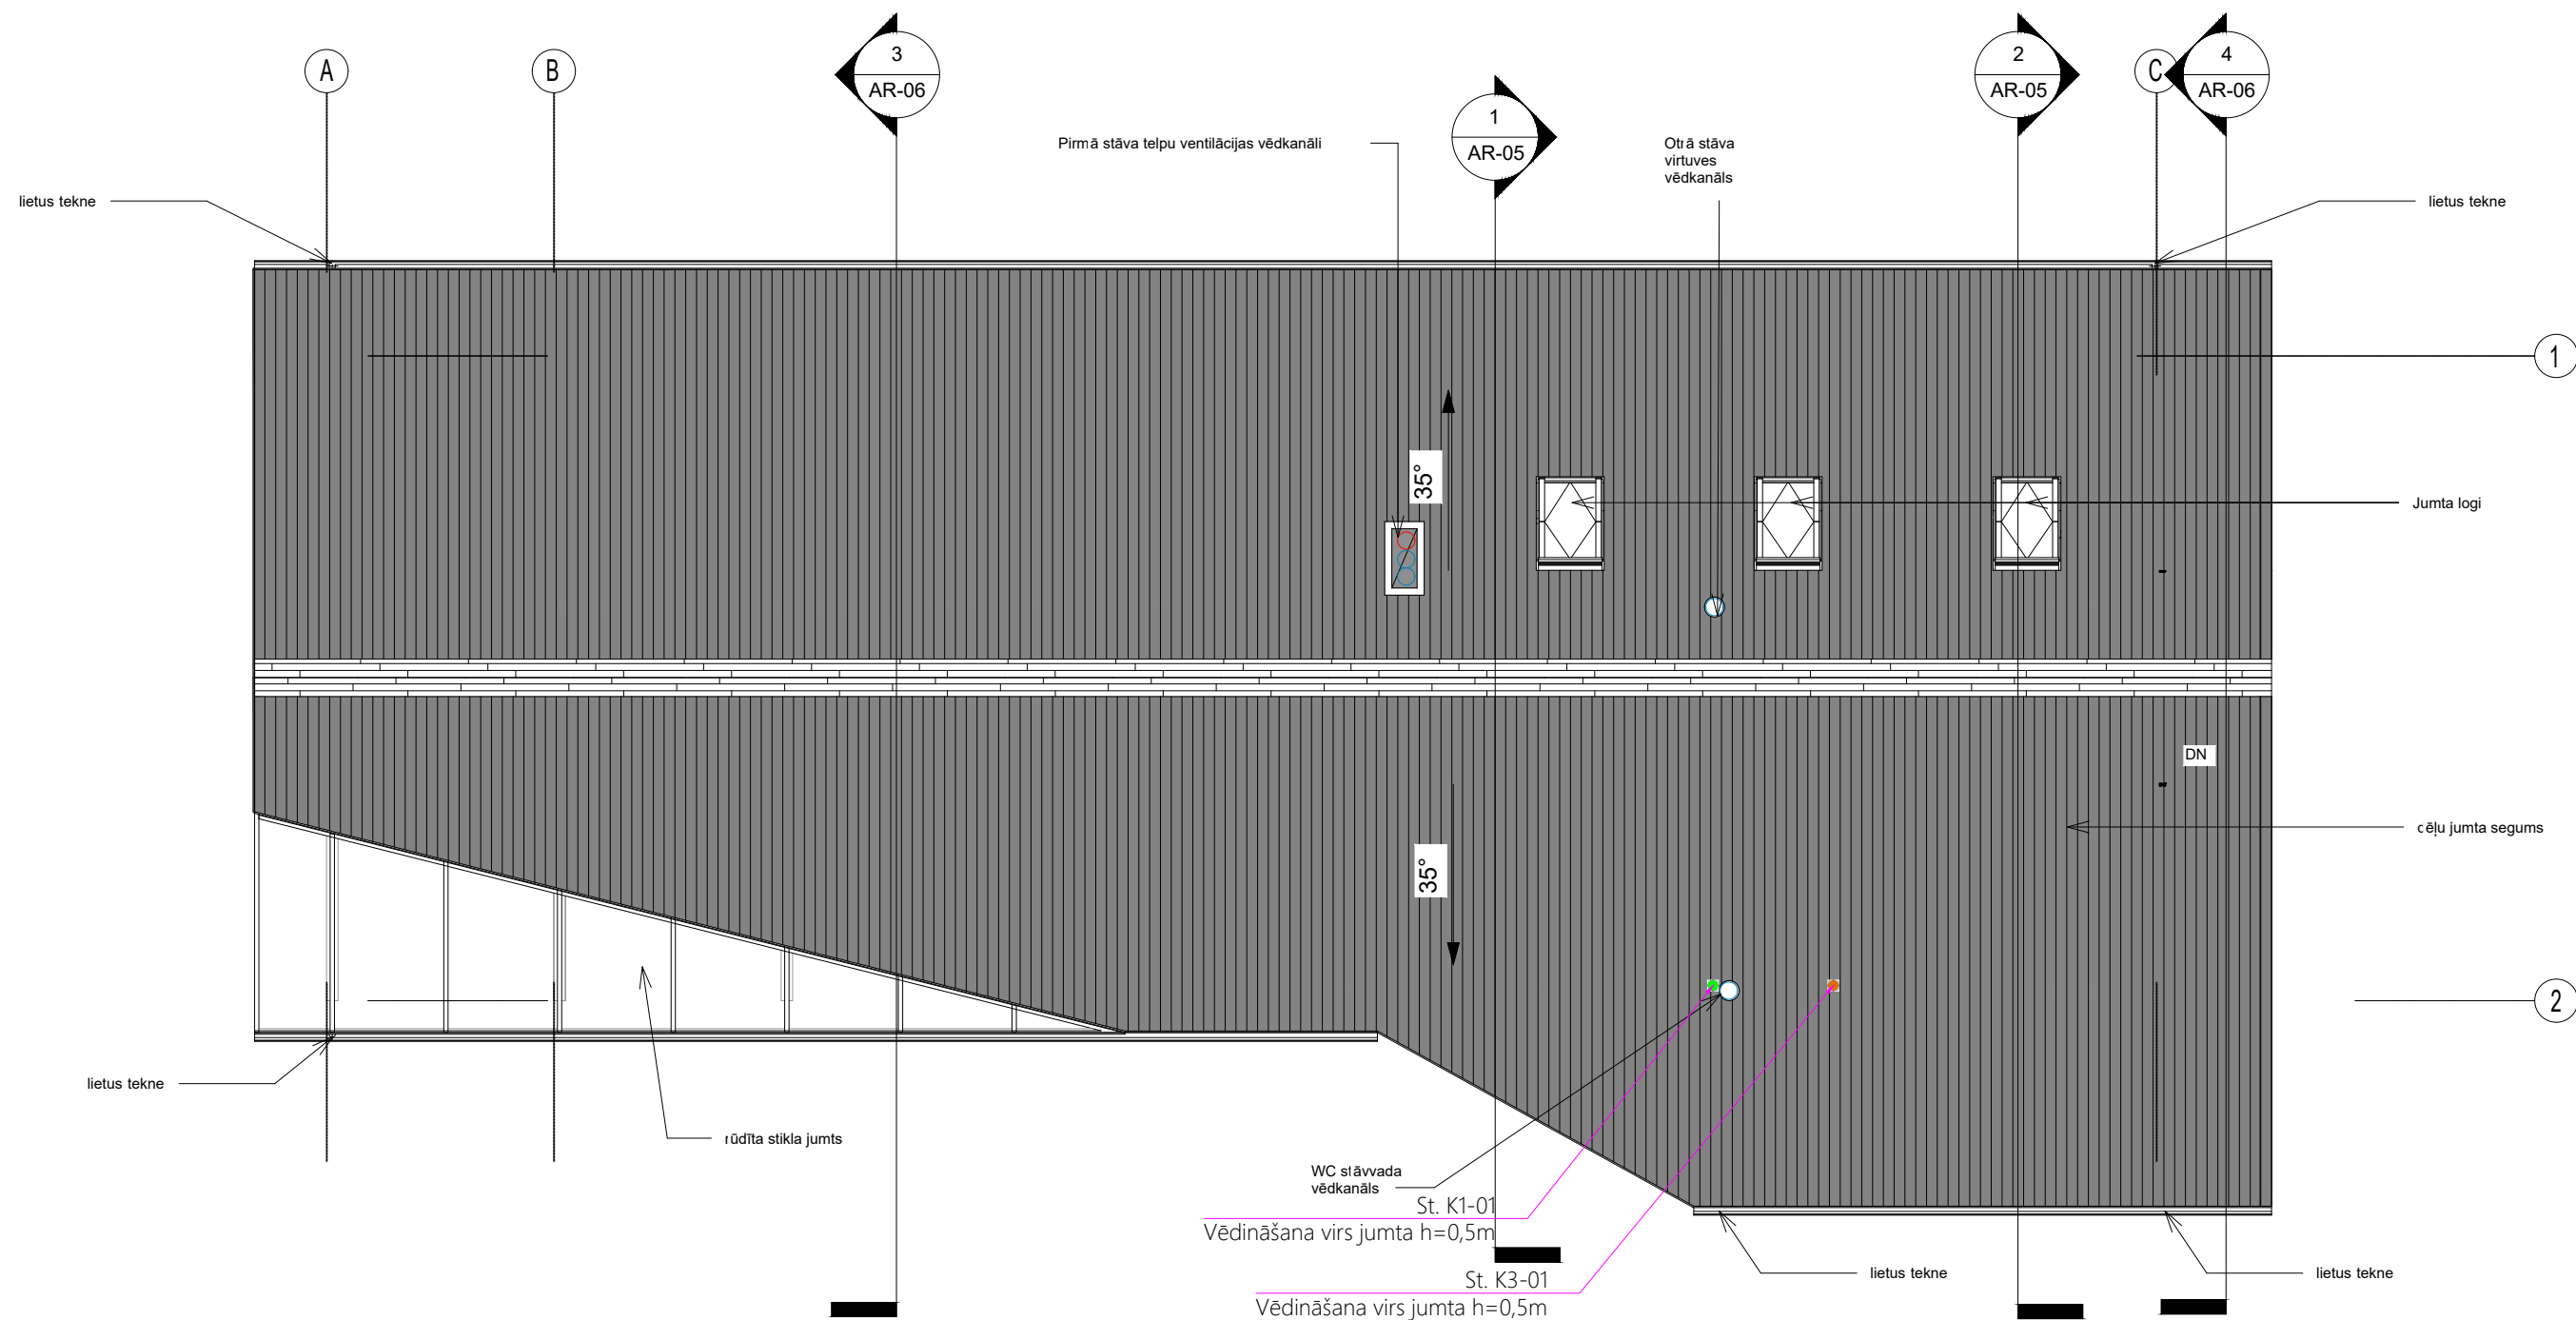 A
B
3
AR-06
1
AR-05
2
AR-05
C
4
AR-06
Pirmā stāva telpu ventilācijas vēdkanāli
Otrā stāva
virtuves
vēdkanāls
lietus tekne
lietus tekne
1
35°
Jumta logi
DN
cēļu jumta segums
35°
2
lietus tekne
rūdīta stikla jumts
WC stāvvada
vēdkanāls
St. K1-01
Vēdināšana virs jumta h=0,5m
St. K3-01
Vēdināšana virs jumta h=0,5m
lietus tekne
lietus tekne